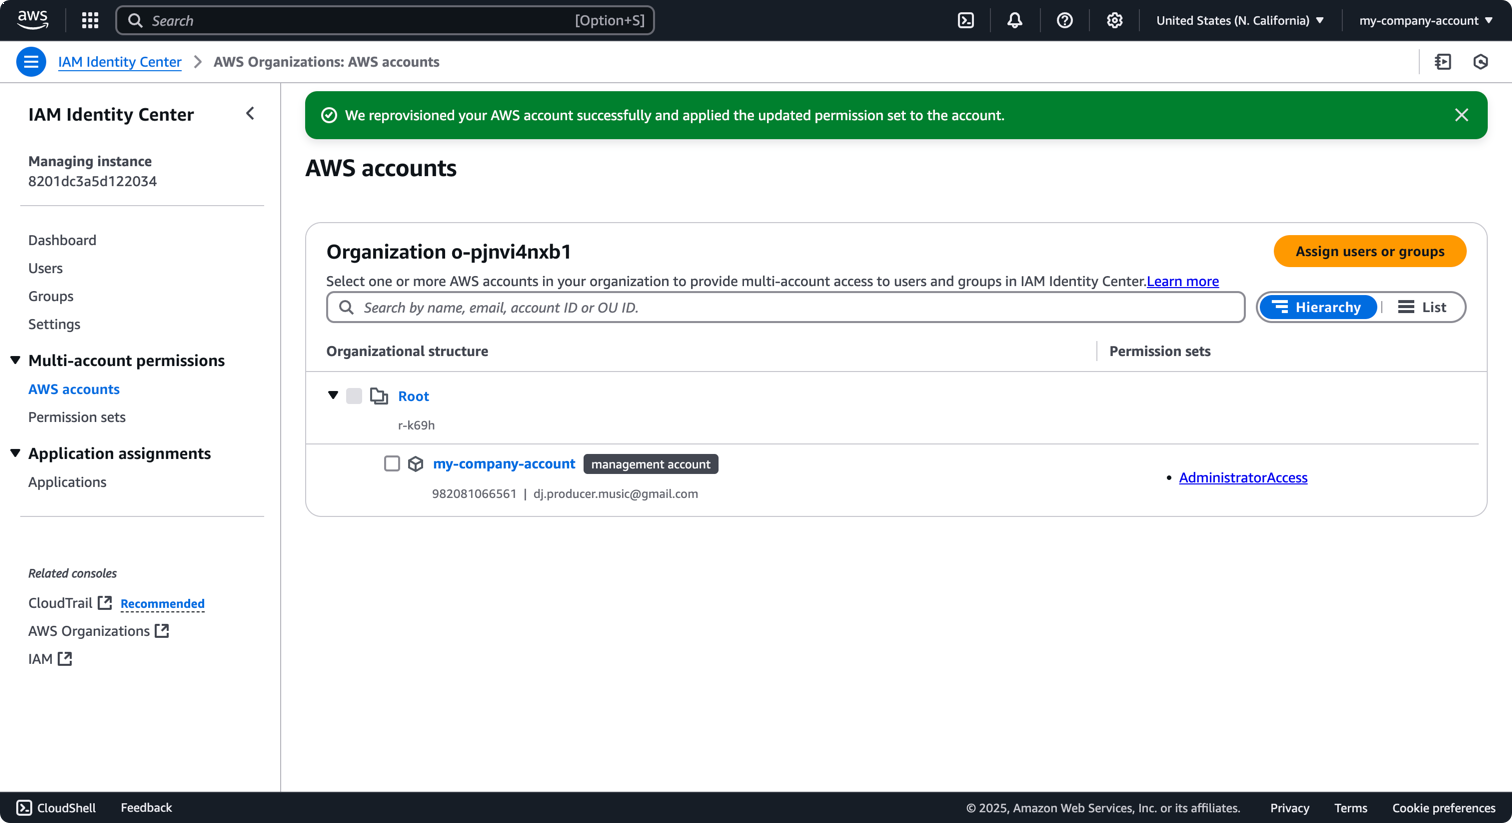 aws
Search
[Option+S]
United States (N. California)
my-company-account
IAM Identity Center
AWS Organizations: AWS accounts
IAM Identity Center
Managing instance
8201dc3a5d122034
Dashboard
Users
Groups
Settings
Multi-account permissions
AWS accounts
Permission sets
Application assignments
Applications
Related consoles
CloudTrail Recommended
AWS Organizations
IAM
We reprovisioned your AWS account successfully and applied the updated permission set to the account.
AWS accounts
Organization o-pjnvi4nxb1
Assign users or groups
Select one or more AWS accounts in your organization to provide multi-account access to users and groups in IAM Identity Center.Learn more
Search by name, email, account ID or OU ID.
Hierarchy
List
Organizational structure
Permission sets
Root
r-k69h
my-company-account management account
982081066561 | dj.producer.music@gmail.com
• AdministratorAccess
CloudShell
Feedback
© 2025, Amazon Web Services, Inc. or its affiliates.
Privacy
Terms
Cookie preferences